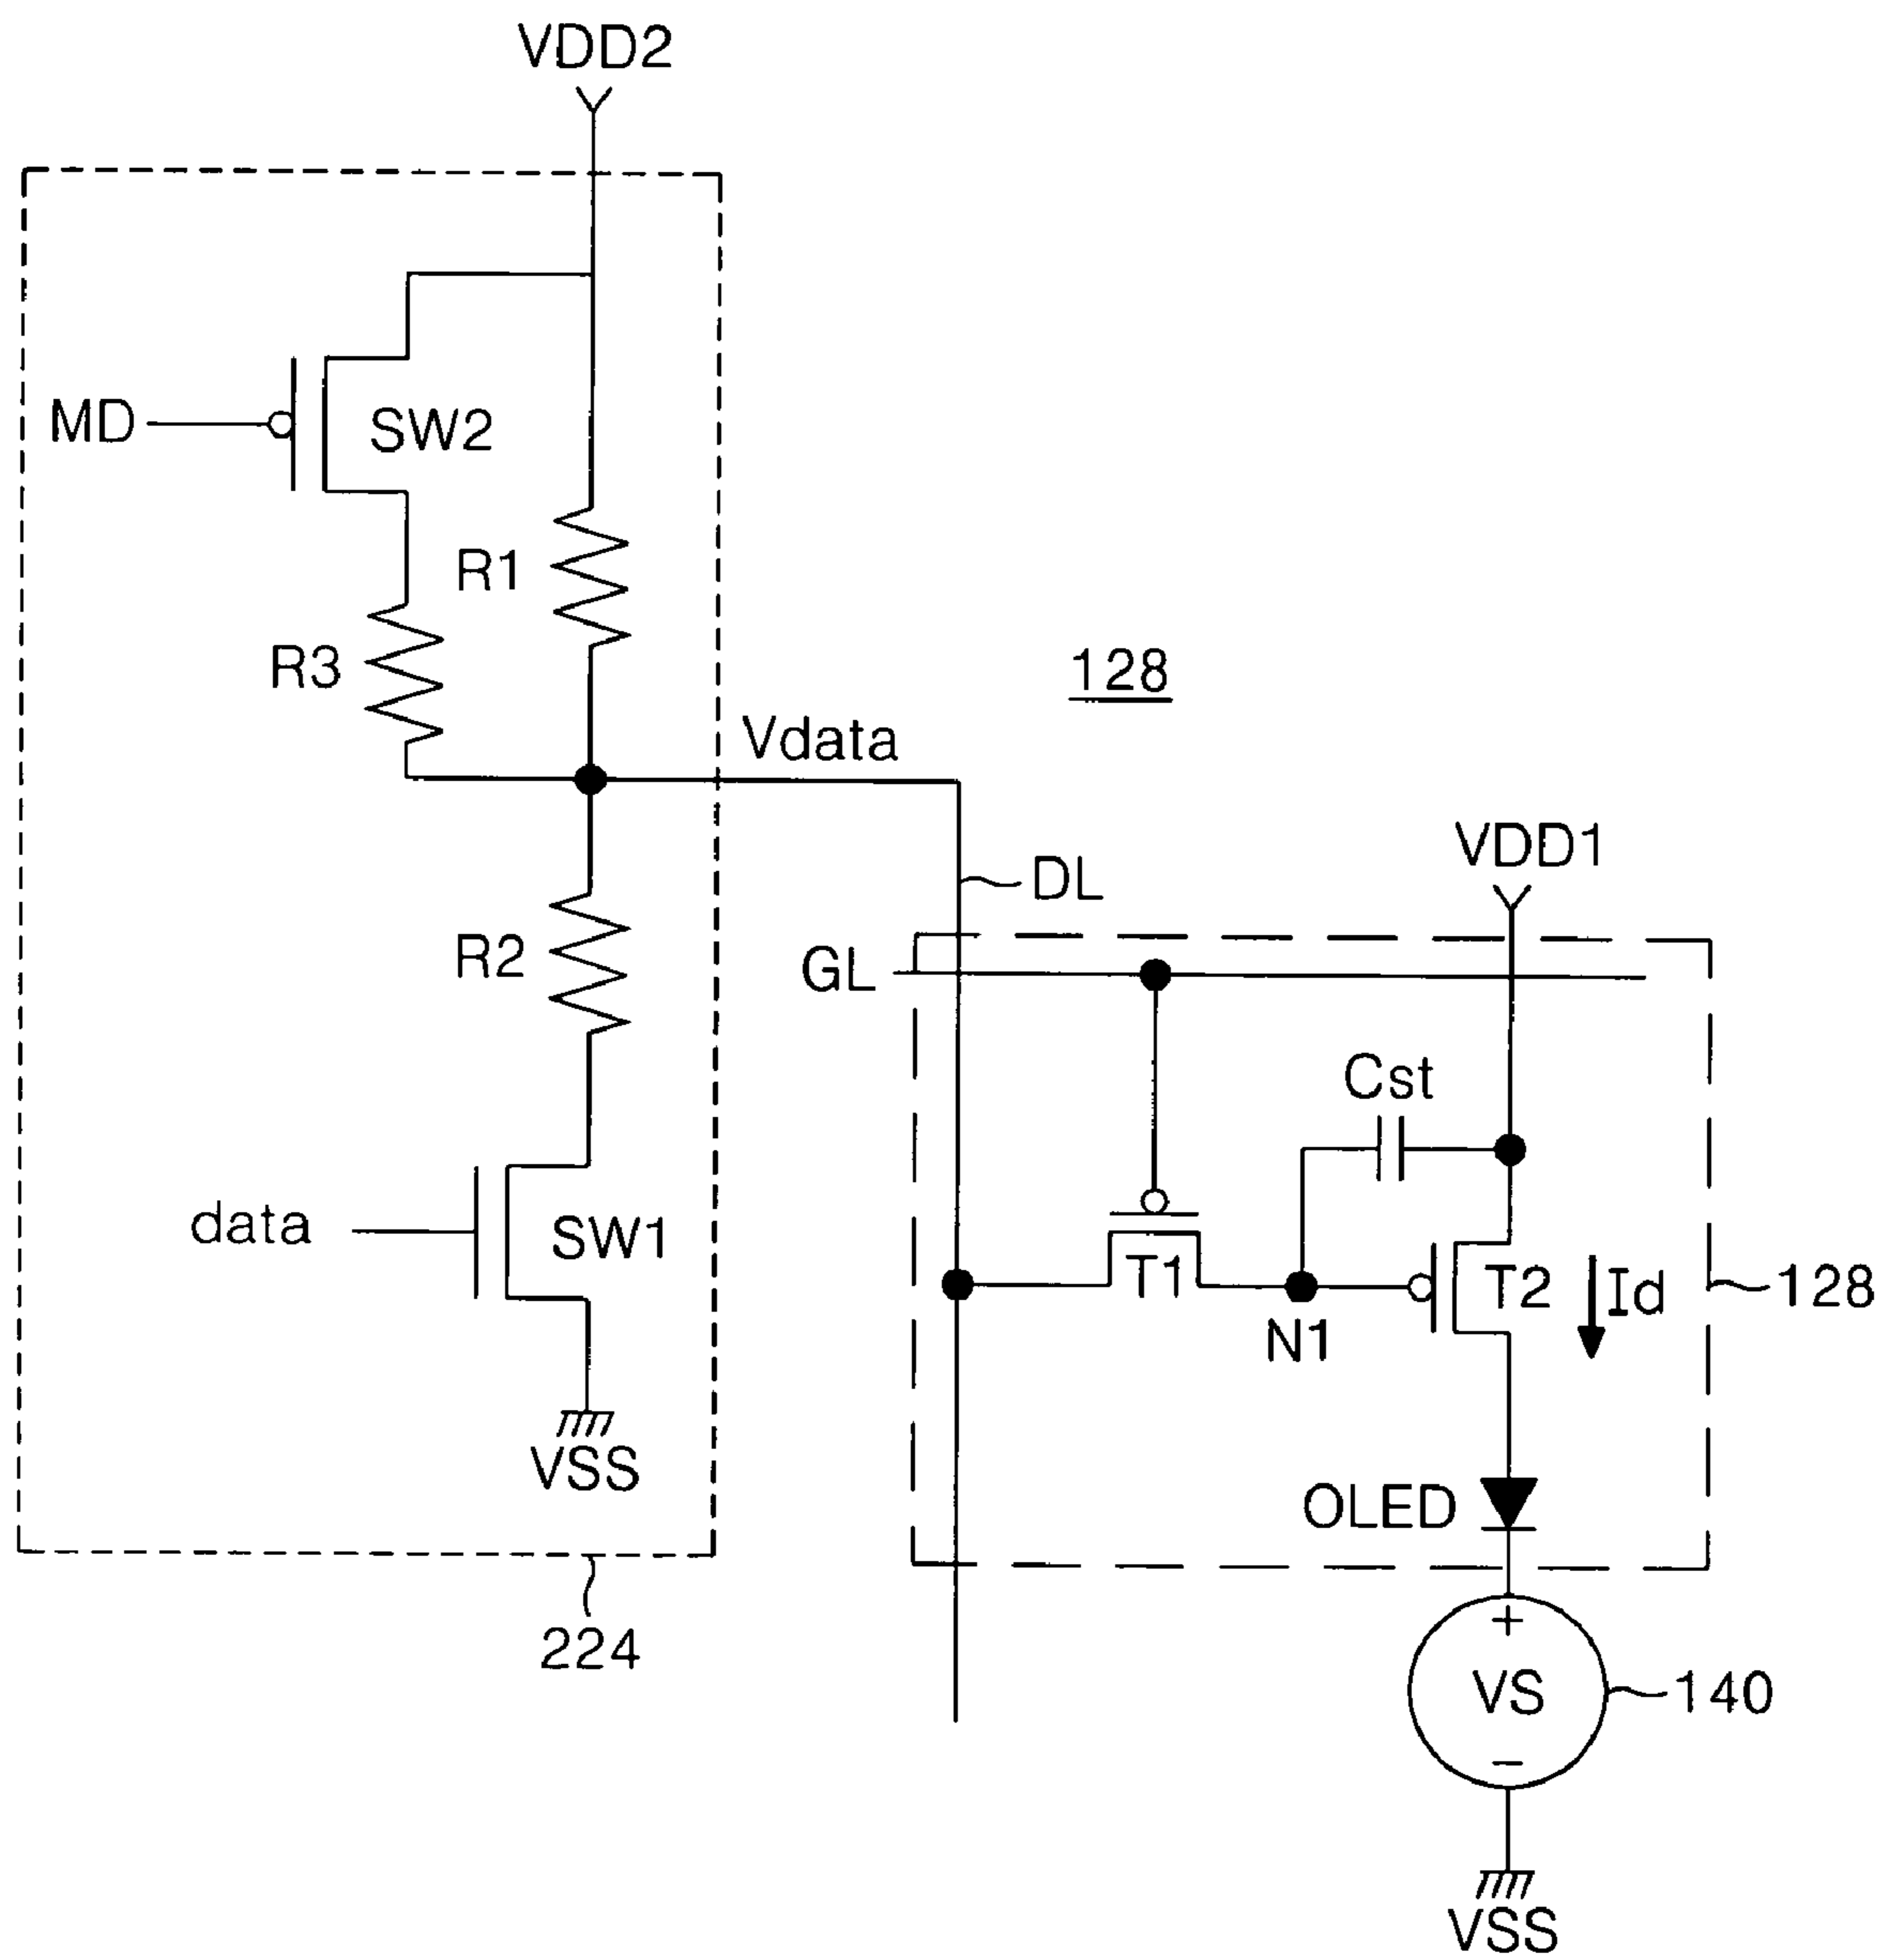 VDD2
MD
SW2
R1
R3
128
Vdata
VDD1
DL
R2
GL
Cst
data
SW1
T1
T2
Id
128
N1
VSS
OLED
224
+
VS
140
−
VSS